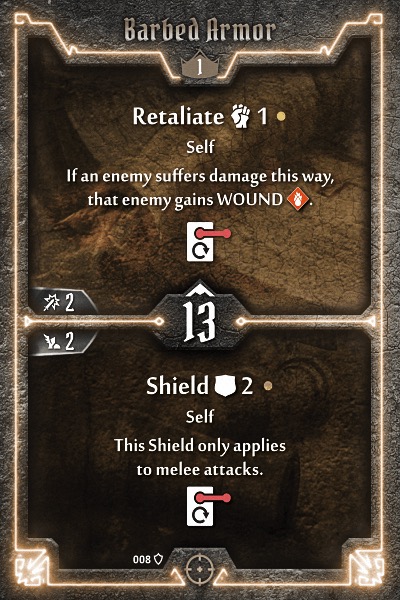 Barbed Armor
1
Retaliate 1
Self
If an enemy suffers damage this way,
that enemy gains WOUND .
2
13
2
Shield 2
Self
This Shield only applies
to melee attacks.
008